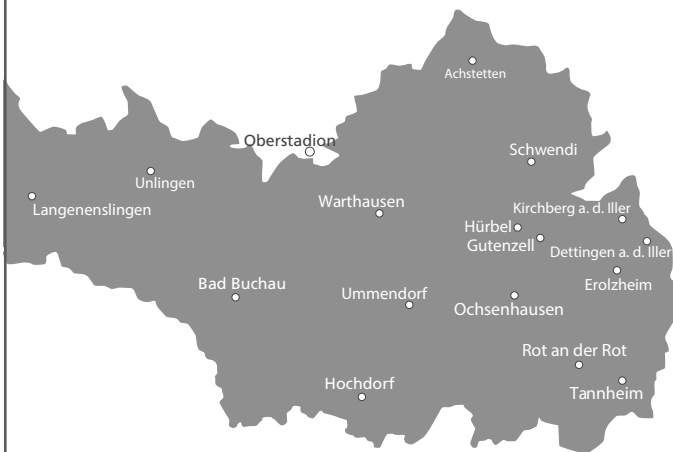 Achstetten
Oberstadion
Schwendi
Unlingen
Langenenslingen
Warthausen
Kirchberg a. d. Iller
Hürbel
Gutenzell
Dettingen a. d. Iller
Erolzheim
Bad Buchau
Ummendorf
Ochsenhausen
Rot an der Rot
Hochdorf
Tannheim